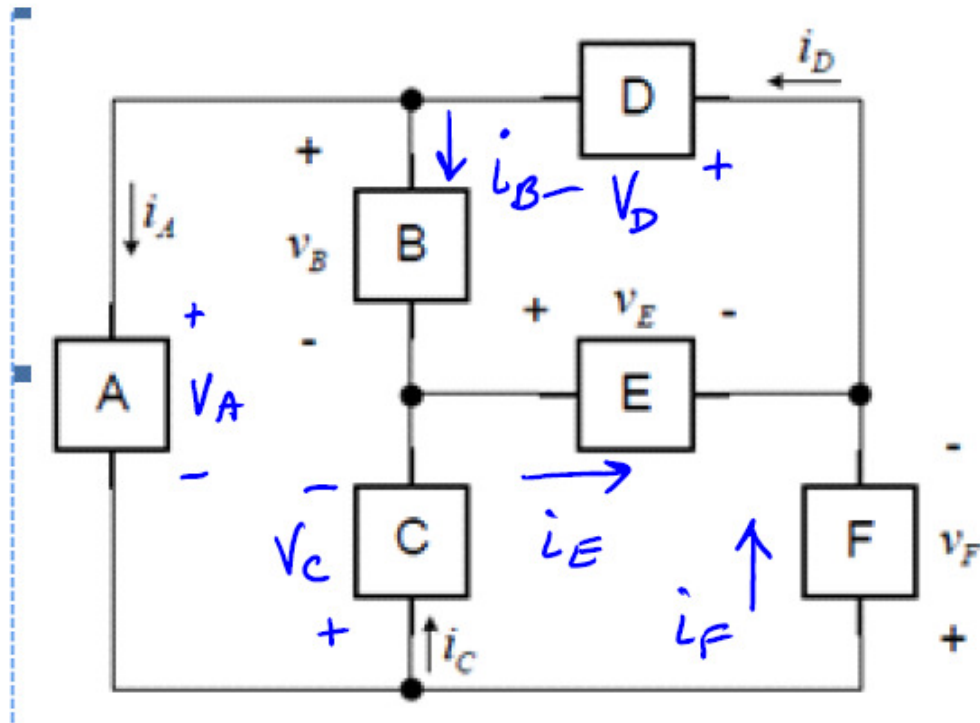 i_D
D
+
+
i_B
- V_D
i_A
v_B
B
+ v_E -
-
+
A
V_A
E
-
-
-
V_C
C
i_E
F
v_F
i_F
+
i_C
+